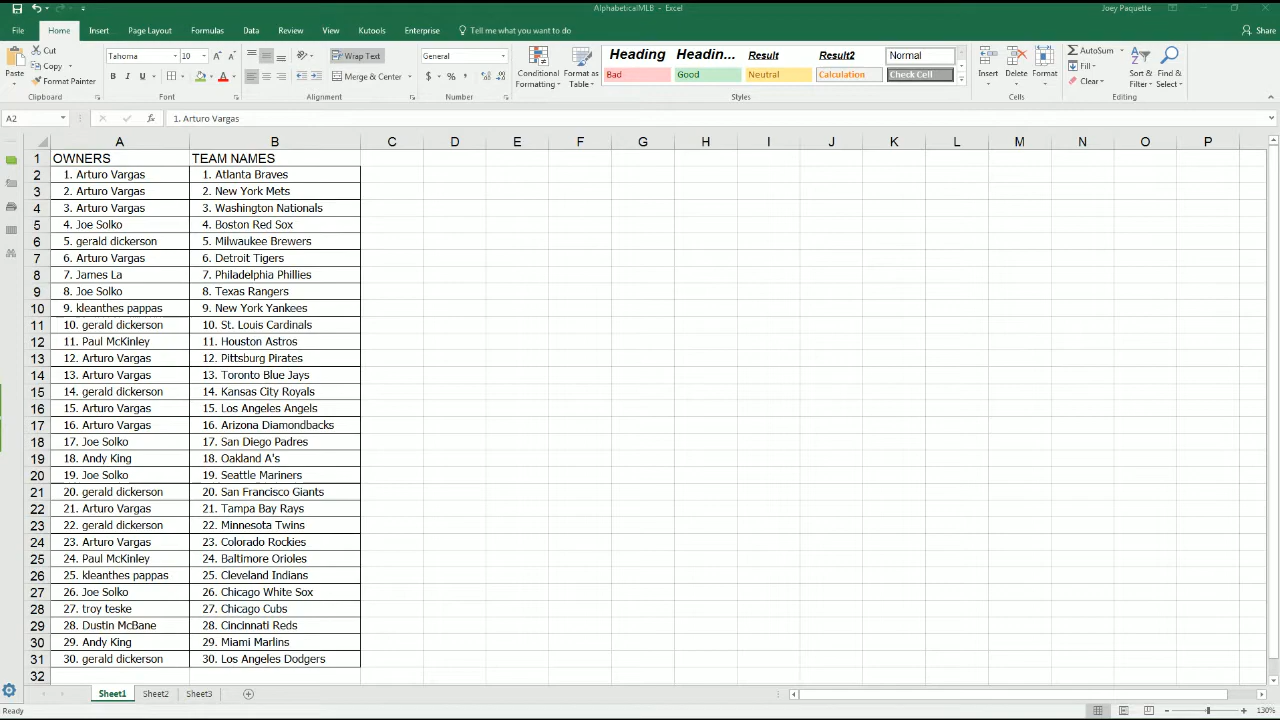 AlphabeticalMLB - Excel
Joey Paquette
File Home Insert Page Layout Formulas Data Review View Kutools Enterprise Tell me what you want to do Share
Paste Cut Copy Format Painter Clipboard
Tahoma 10 B I U A Font
Wrap Text Merge & Center Alignment
General $ % , Number
Conditional Formatting Format as Table
Heading Headin... Result Result2 Normal
Bad Good Neutral Calculation Check Cell
Styles
Insert Delete Format Cells
AutoSum Fill Clear Sort & Filter Find & Select Editing
A2 fx 1. Arturo Vargas
A B C D E F G H I J K L M N O P
1 OWNERS TEAM NAMES
2 1. Arturo Vargas 1. Atlanta Braves
3 2. Arturo Vargas 2. New York Mets
4 3. Arturo Vargas 3. Washington Nationals
5 4. Joe Solko 4. Boston Red Sox
6 5. gerald dickerson 5. Milwaukee Brewers
7 6. Arturo Vargas 6. Detroit Tigers
8 7. James La 7. Philadelphia Phillies
9 8. Joe Solko 8. Texas Rangers
10 9. kleanthes pappas 9. New York Yankees
11 10. gerald dickerson 10. St. Louis Cardinals
12 11. Paul McKinley 11. Houston Astros
13 12. Arturo Vargas 12. Pittsburg Pirates
14 13. Arturo Vargas 13. Toronto Blue Jays
15 14. gerald dickerson 14. Kansas City Royals
16 15. Arturo Vargas 15. Los Angeles Angels
17 16. Arturo Vargas 16. Arizona Diamondbacks
18 17. Joe Solko 17. San Diego Padres
19 18. Andy King 18. Oakland A's
20 19. Joe Solko 19. Seattle Mariners
21 20. gerald dickerson 20. San Francisco Giants
22 21. Arturo Vargas 21. Tampa Bay Rays
23 22. gerald dickerson 22. Minnesota Twins
24 23. Arturo Vargas 23. Colorado Rockies
25 24. Paul McKinley 24. Baltimore Orioles
26 25. kleanthes pappas 25. Cleveland Indians
27 26. Joe Solko 26. Chicago White Sox
28 27. troy teske 27. Chicago Cubs
29 28. Dustin McBane 28. Cincinnati Reds
30 29. Andy King 29. Miami Marlins
31 30. gerald dickerson 30. Los Angeles Dodgers
32
Sheet1 Sheet2 Sheet3
Ready 130%